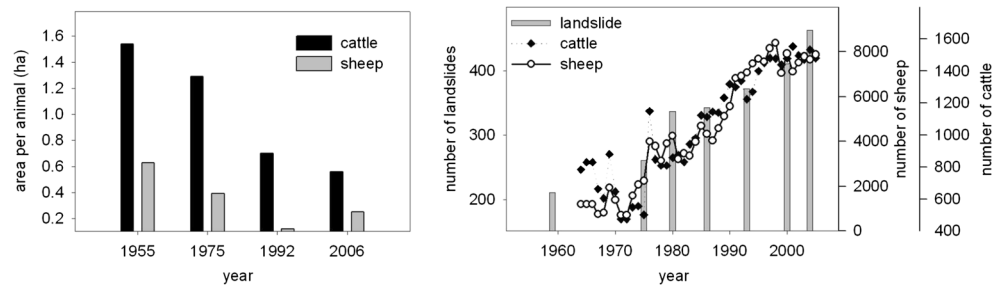 area per animal (ha)
1.6
1.4
1.2
1.0
0.8
0.6
0.4
0.2
cattle
sheep
1955 1975 1992 2006
year
number of landslides
400
300
200
landslide
cattle
sheep
1960 1970 1980 1990 2000
year
8000
6000
4000
2000
0
number of sheep
1600
1400
1200
1000
800
600
400
number of cattle